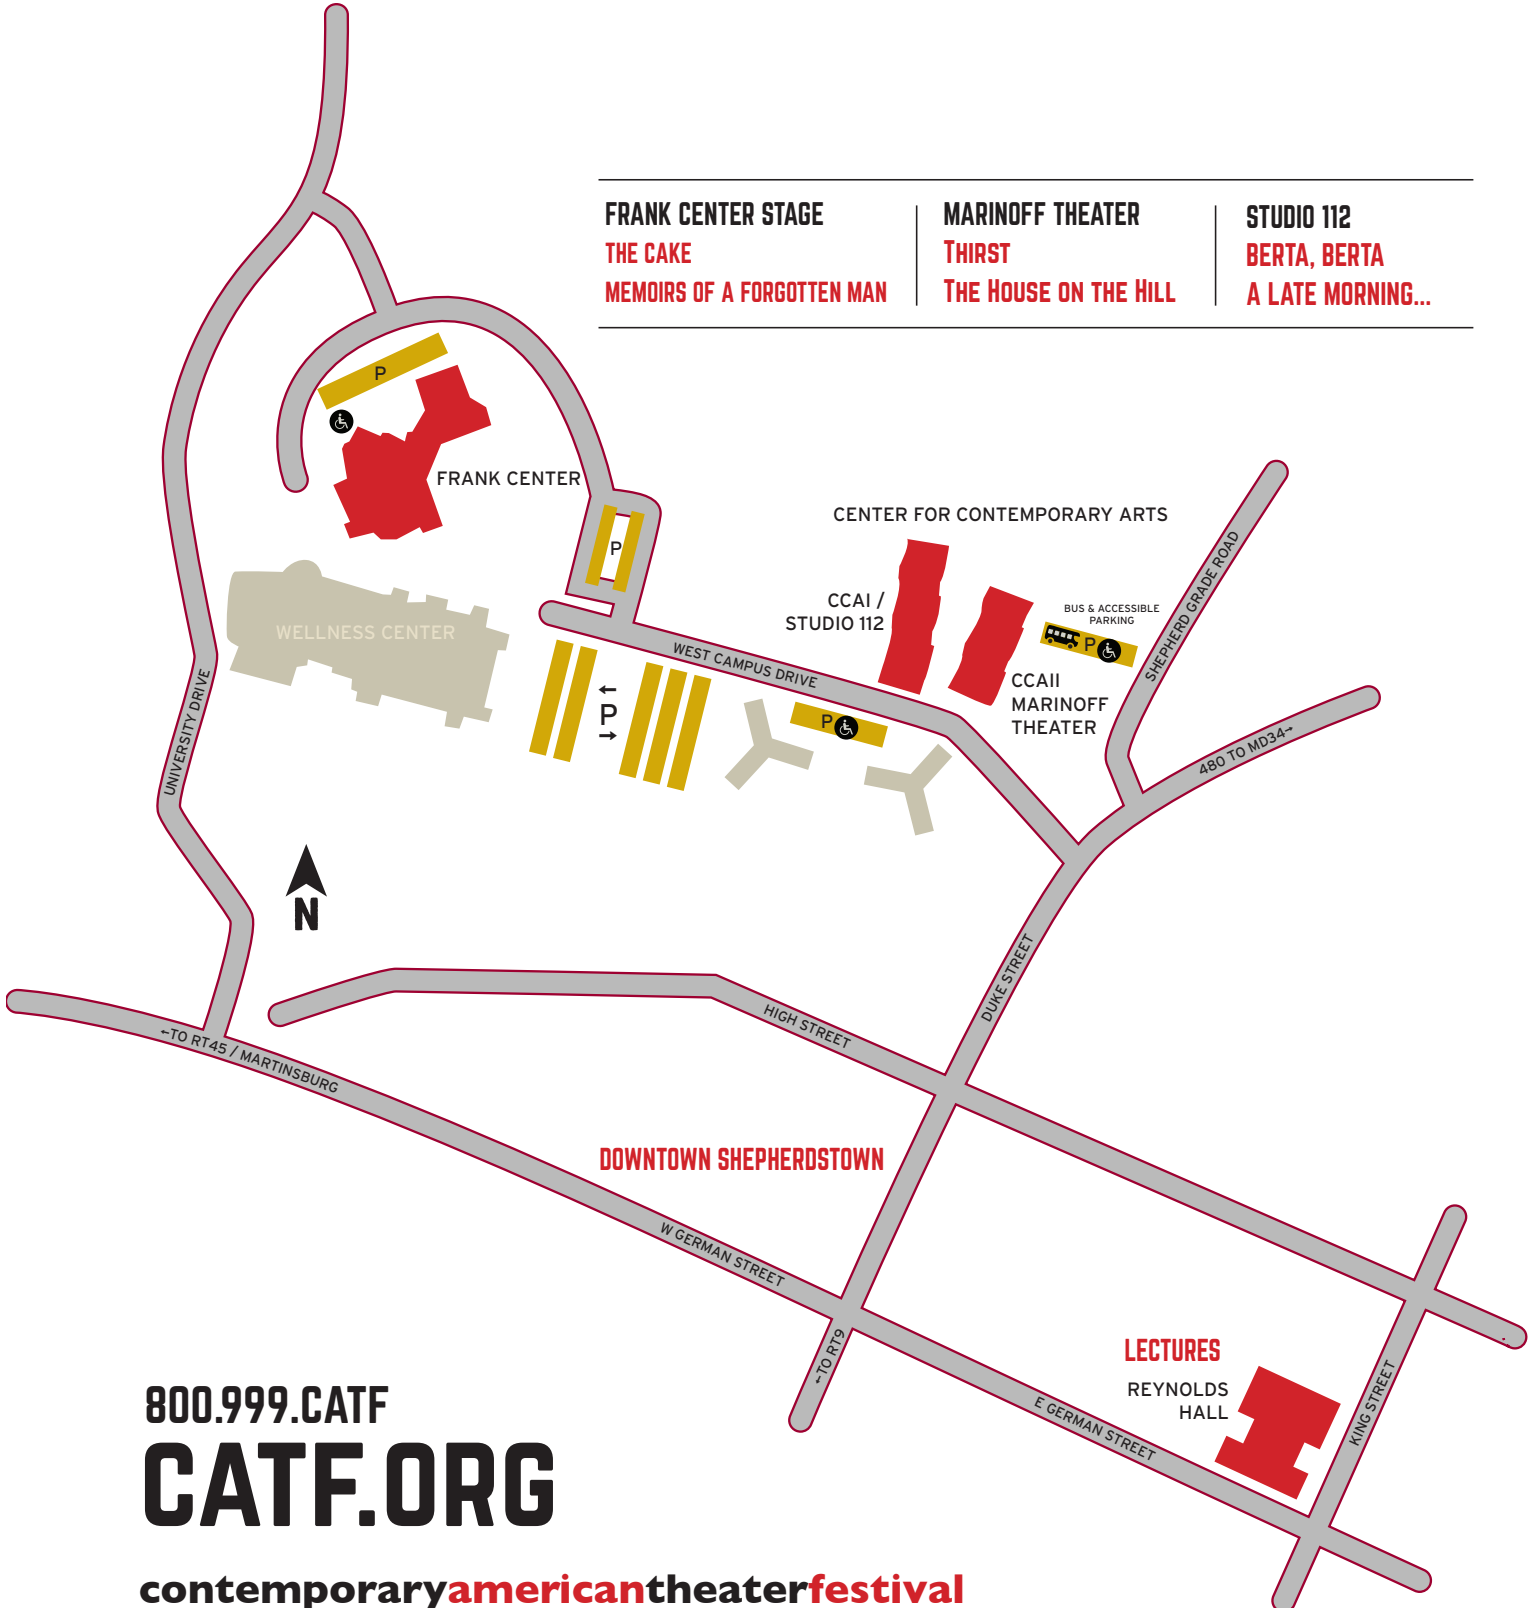 FRANK CENTER STAGE
THE CAKE
MEMOIRS OF A FORGOTTEN MAN
MARINOFF THEATER
THIRST
THE HOUSE ON THE HILL
STUDIO 112
BERTA, BERTA
A LATE MORNING...
P
FRANK CENTER
P
CENTER FOR CONTEMPORARY ARTS
CCAI /
STUDIO 112
BUS & ACCESSIBLE
PARKING
P
SHEPHERD GRADE ROAD
WELLNESS CENTER
WEST CAMPUS DRIVE
CCAII
MARINOFF
THEATER
UNIVERSITY DRIVE
←
P
→
P
480 TO MD34→
N
DUKE STREET
HIGH STREET
←TO RT45 / MARTINSBURG
DOWNTOWN SHEPHERDSTOWN
W GERMAN STREET
←TO RT9
LECTURES
REYNOLDS
HALL
KING STREET
E GERMAN STREET
800.999.CATF
CATF.ORG
contemporaryamericantheaterfestival